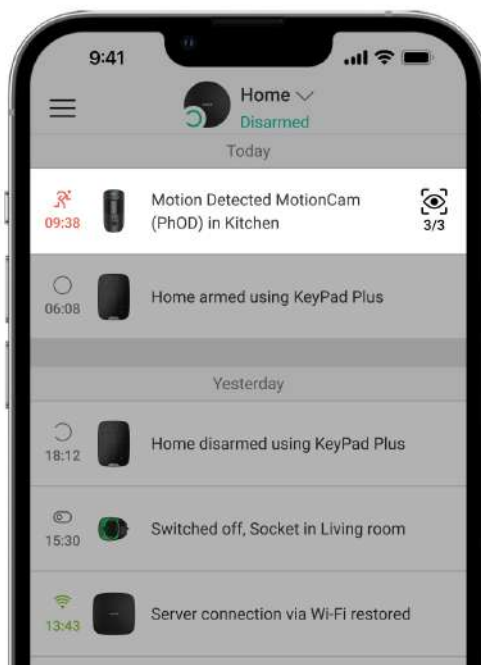 9:41
Home
Disarmed
Today
Motion Detected MotionCam
(PhOD) in Kitchen
09:38
3/3
Home armed using KeyPad Plus
06:08
Yesterday
Home disarmed using KeyPad Plus
18:12
Switched off, Socket in Living room
15:30
Server connection via Wi-Fi restored
13:43